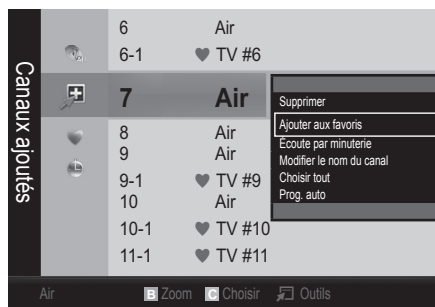 Canaux ajoutés
6 Air
6-1 ♥ TV #6
7 Air
8 Air
9 Air
9-1 ♥ TV #9
10 Air
10-1 ♥ TV #10
11-1 ♥ TV #11
Supprimer
Ajouter aux favoris
Écoute par minuterie
Modifier le nom du canal
Choisir tout
Prog. auto
Air B Zoom C Choisir Outils